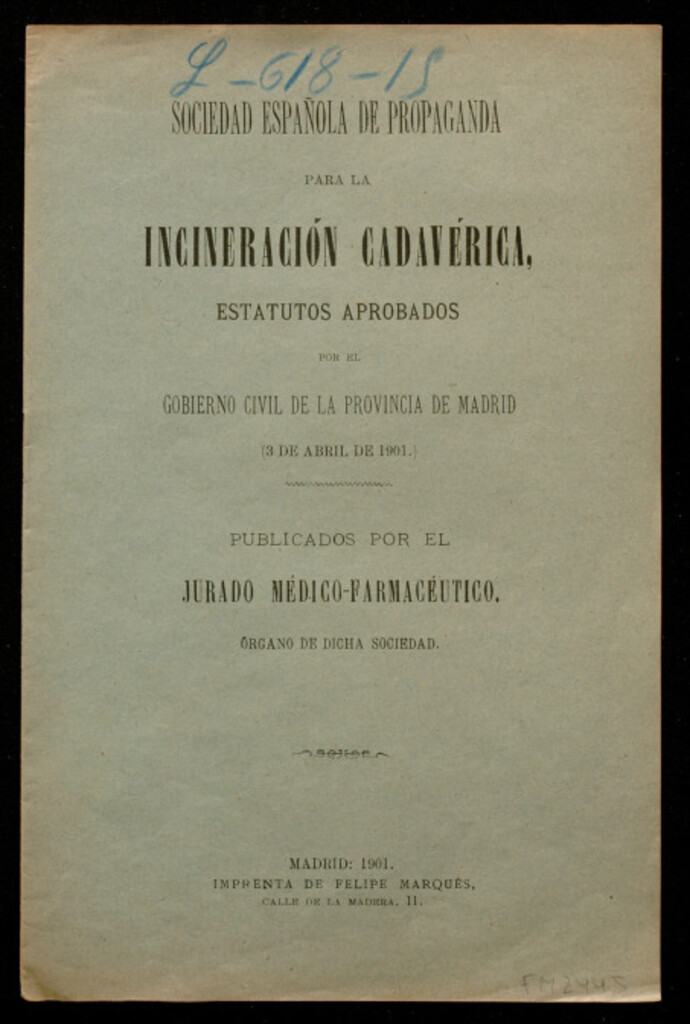 L-618-15
SOCIEDAD ESPAÑOLA DE PROPAGANDA
PARA LA
INCINERACIÓN CADAVÉRICA,
ESTATUTOS APROBADOS
POR EL
GOBIERNO CIVIL DE LA PROVINCIA DE MADRID
(3 DE ABRIL DE 1901.)
PUBLICADOS POR EL
JURADO MÉDICO-FARMACÉUTICO.
ÓRGANO DE DICHA SOCIEDAD.
MADRID: 1901.
IMPRENTA DE FELIPE MARQUÉS,
CALLE DE LA MADERA, 11.
FM2445